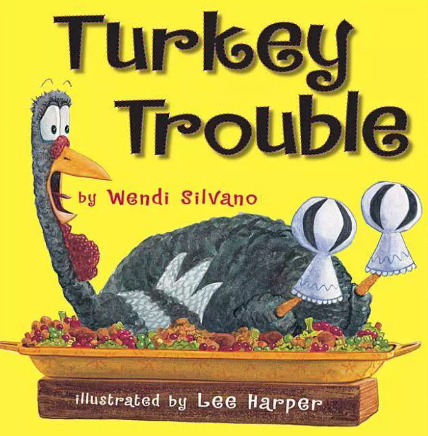 Turkey
Trouble
by Wendi Silvano
illustrated by Lee Harper